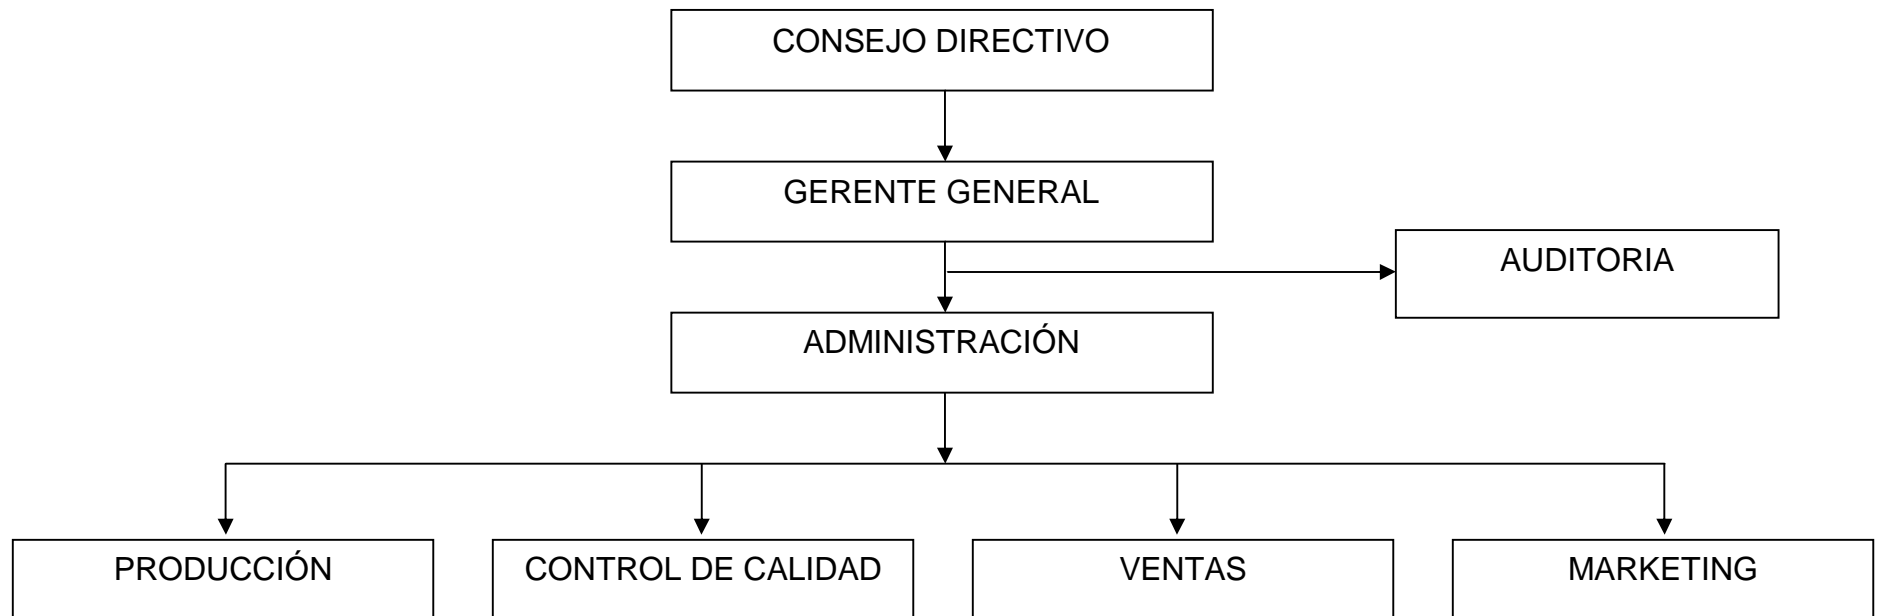 CONSEJO DIRECTIVO
GERENTE GENERAL
AUDITORIA
ADMINISTRACIÓN
PRODUCCIÓN
CONTROL DE CALIDAD
VENTAS
MARKETING